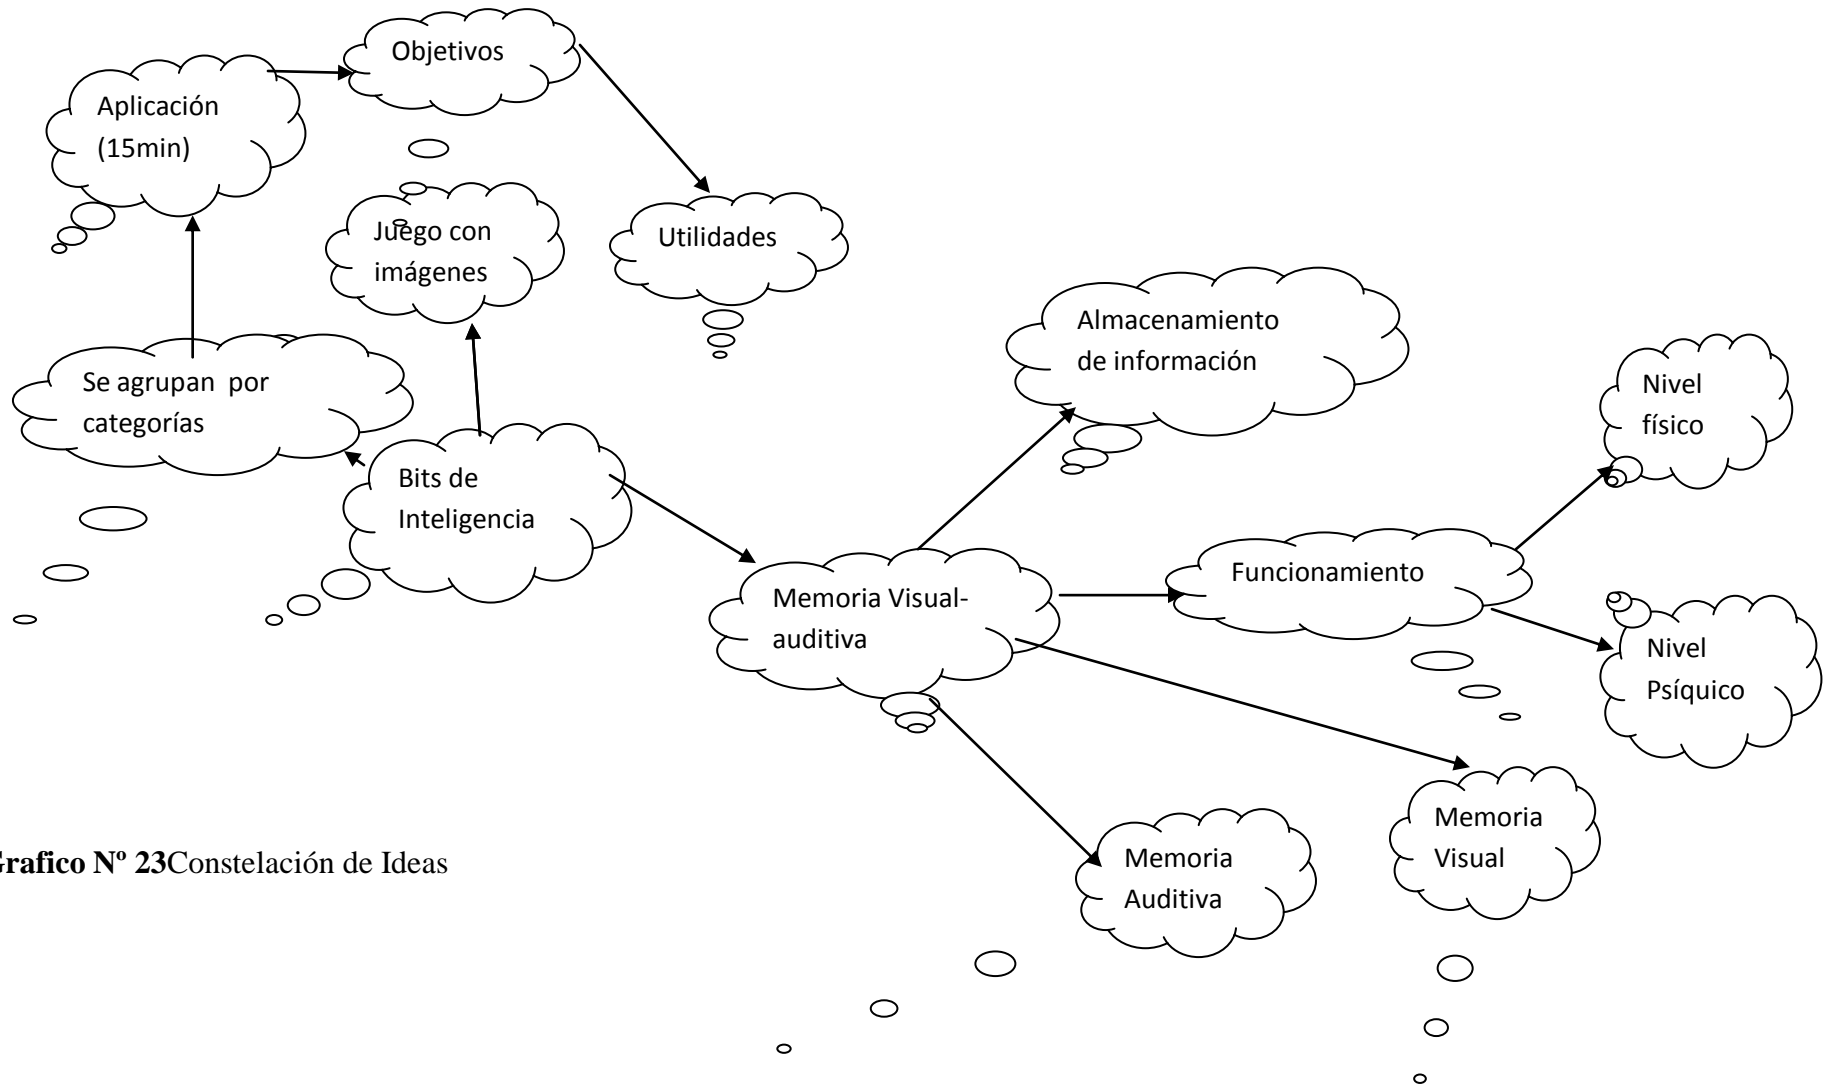 Objetivos
Aplicación
(15min)
Juego con
imágenes
Utilidades
Almacenamiento
de información
Se agrupan  por
categorías
Nivel
físico
Bits de
Inteligencia
Funcionamiento
Memoria Visual-
auditiva
Nivel
Psíquico
Memoria
Visual
Memoria
Auditiva
Grafico Nº 23Constelación de Ideas